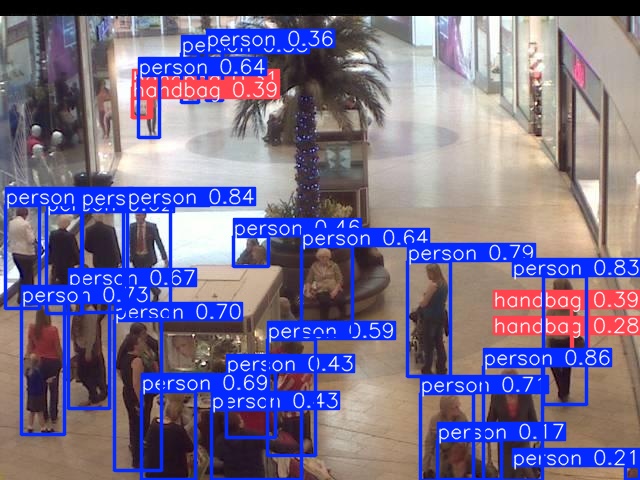 person 0.36
person
person 0.64
handbag 0.39
person
person
person 0.84
person 0.46
person 0.64
person 0.79
person 0.83
person 0.67
person 0.73
handbag 0.39
person 0.70
handbag 0.28
person 0.59
person 0.86
person 0.43
person 0.69
person 0.71
person 0.43
person 0.17
person 0.21